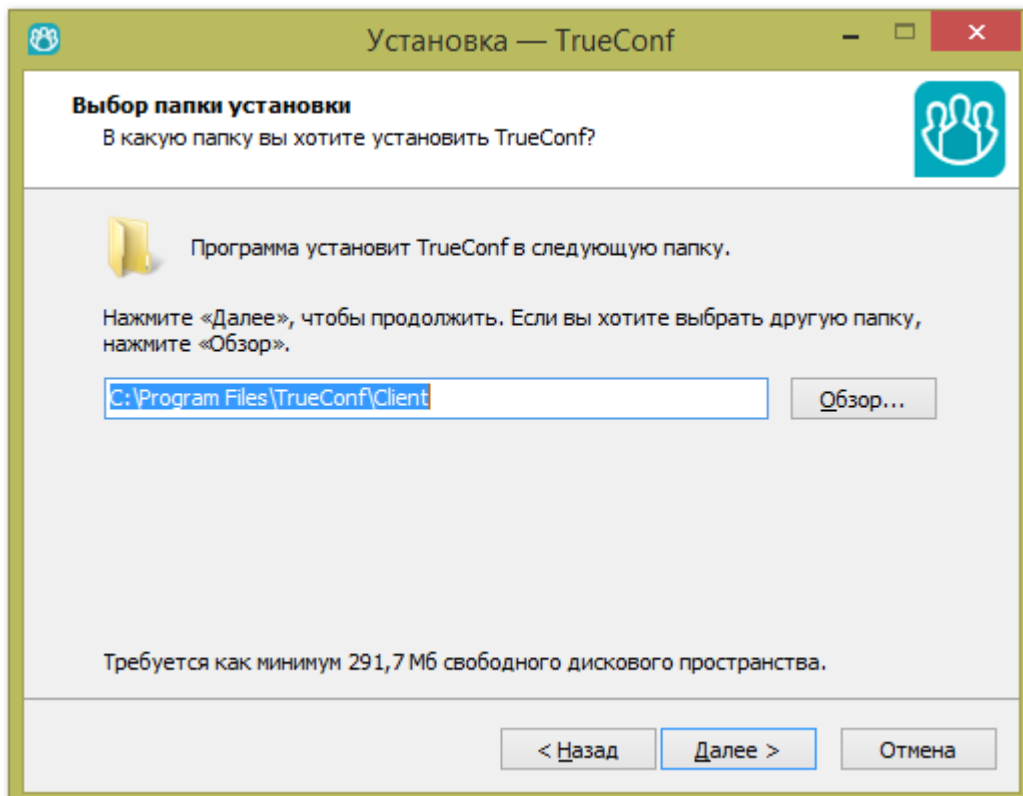 Установка — TrueConf
Выбор папки установки
В какую папку вы хотите установить TrueConf?
Программа установит TrueConf в следующую папку.
Нажмите «Далее», чтобы продолжить. Если вы хотите выбрать другую папку,
нажмите «Обзор».
C:\Program Files\TrueConf\Client
Обзор...
Требуется как минимум 291,7 Мб свободного дискового пространства.
< Назад
Далее >
Отмена